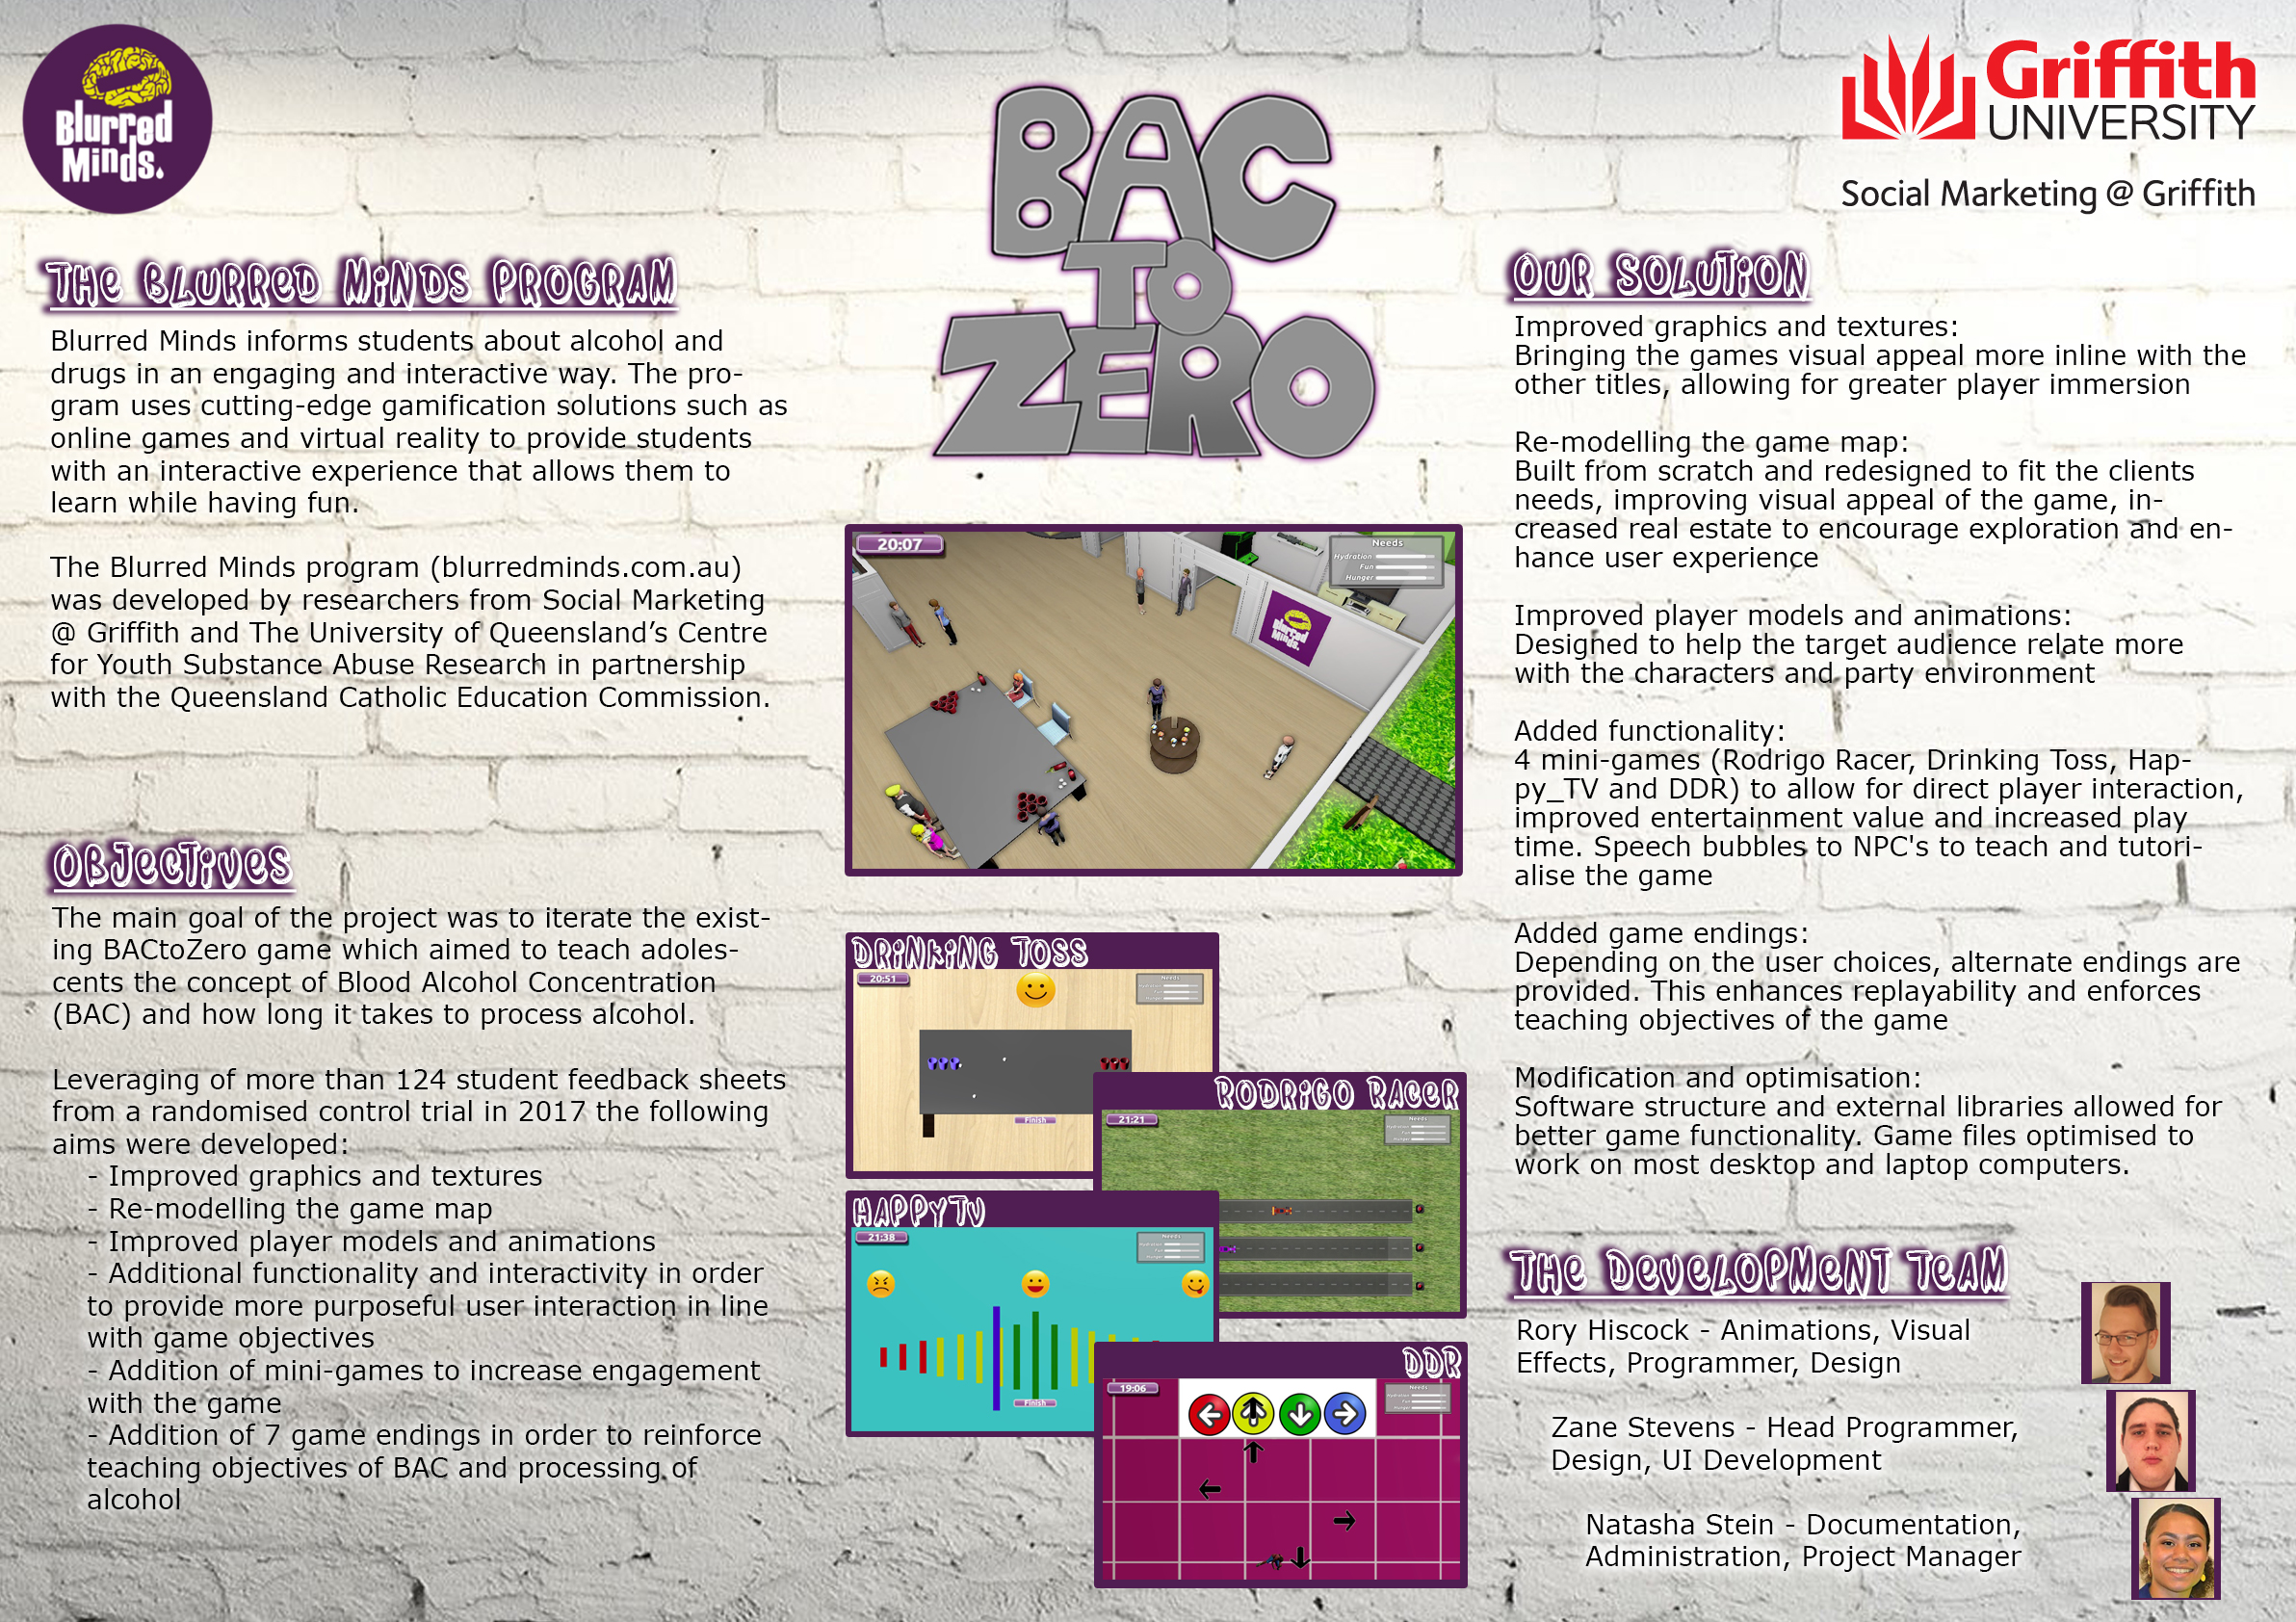 Blurred
Minds.
Griffith
UNIVERSITY
Social Marketing @ Griffith
BAC
TO
ZERO
THE BLURRED MINDS PROGRAM
Blurred Minds informs students about alcohol and
drugs in an engaging and interactive way. The pro-
gram uses cutting-edge gamification solutions such as
online games and virtual reality to provide students
with an interactive experience that allows them to
learn while having fun.
The Blurred Minds program (blurredminds.com.au)
was developed by researchers from Social Marketing
@ Griffith and The University of Queensland's Centre
for Youth Substance Abuse Research in partnership
with the Queensland Catholic Education Commission.
OBJECTIVES
The main goal of the project was to iterate the exist-
ing BACtoZero game which aimed to teach adoles-
cents the concept of Blood Alcohol Concentration
(BAC) and how long it takes to process alcohol.
Leveraging of more than 124 student feedback sheets
from a randomised control trial in 2017 the following
aims were developed:
- Improved graphics and textures
- Re-modelling the game map
- Improved player models and animations
- Additional functionality and interactivity in order
to provide more purposeful user interaction in line
with game objectives
- Addition of mini-games to increase engagement
with the game
- Addition of 7 game endings in order to reinforce
teaching objectives of BAC and processing of
alcohol
20:07
Needs
Hydration
Fun
Hunger
Blurred
Minds.
DRINKING TOSS
20:51
Needs
Hydration
Fun
Hunger
Finish
RODRIGO RACER
21:21
Needs
Hydration
Fun
Hunger
HAPPYTV
21:38
Needs
Hydration
Fun
Hunger
Finish
DDR
19:06
Needs
Hydration
Fun
Hunger
OUR SOLUTION
Improved graphics and textures:
Bringing the games visual appeal more inline with the
other titles, allowing for greater player immersion
Re-modelling the game map:
Built from scratch and redesigned to fit the clients
needs, improving visual appeal of the game, in-
creased real estate to encourage exploration and en-
hance user experience
Improved player models and animations:
Designed to help the target audience relate more
with the characters and party environment
Added functionality:
4 mini-games (Rodrigo Racer, Drinking Toss, Hap-
py_TV and DDR) to allow for direct player interaction,
improved entertainment value and increased play
time. Speech bubbles to NPC's to teach and tutori-
alise the game
Added game endings:
Depending on the user choices, alternate endings are
provided. This enhances replayability and enforces
teaching objectives of the game
Modification and optimisation:
Software structure and external libraries allowed for
better game functionality. Game files optimised to
work on most desktop and laptop computers.
THE DEVELOPMENT TEAM
Rory Hiscock - Animations, Visual
Effects, Programmer, Design
Zane Stevens - Head Programmer,
Design, UI Development
Natasha Stein - Documentation,
Administration, Project Manager